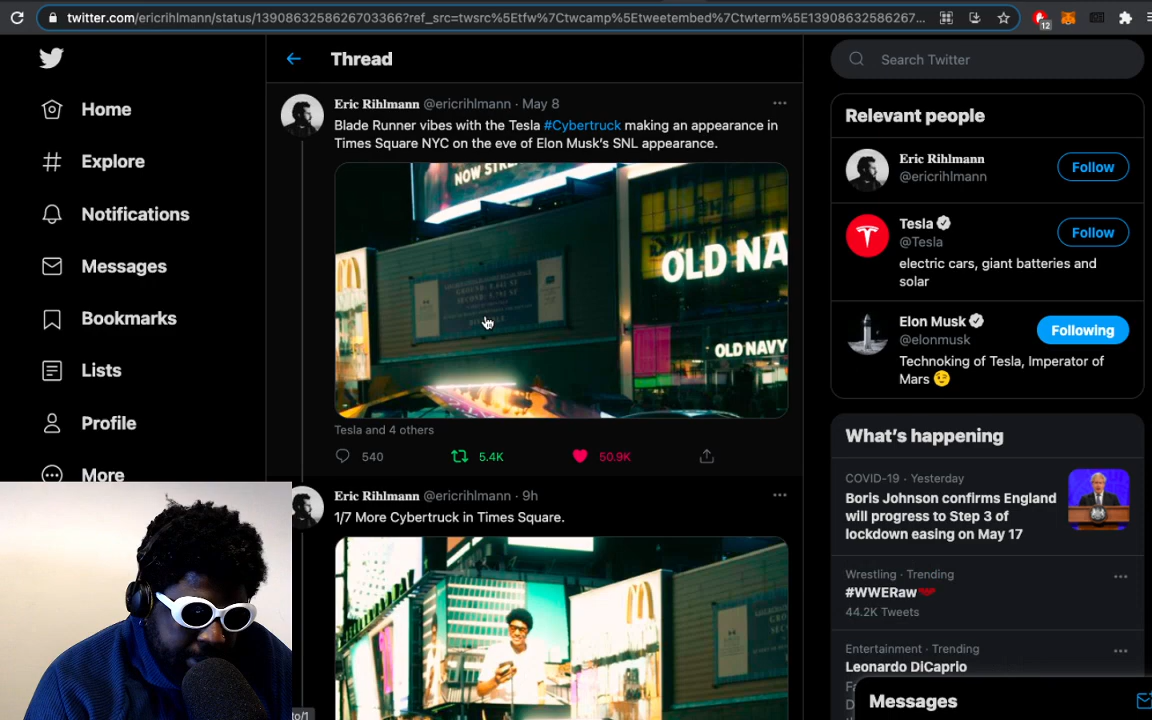 twitter.com/ericrihlmann/status/1390863258626703366?ref_src=twsrc%5Etfw%7Ctwcamp%5Etweetembed%7Ctwterm%5E13908632586267...
12
Home
Explore
Notifications
Messages
Bookmarks
Lists
Profile
More
Thread
Eric Rihlmann @ericrihlmann · May 8
Blade Runner vibes with the Tesla #Cybertruck making an appearance in
Times Square NYC on the eve of Elon Musk's SNL appearance.
NOW STRE
OLD NA
OLD NAVY
Tesla and 4 others
540
5.4K
50.9K
Eric Rihlmann @ericrihlmann · 9h
1/7 More Cybertruck in Times Square.
to/1
Search Twitter
Relevant people
Eric Rihlmann
@ericrihlmann
Follow
Tesla
@Tesla
Follow
electric cars, giant batteries and
solar
Elon Musk
@elonmusk
Following
Technoking of Tesla, Imperator of
Mars 😉
What's happening
COVID-19 · Yesterday
Boris Johnson confirms England
will progress to Step 3 of
lockdown easing on May 17
Wrestling · Trending
#WWERaw
44.2K Tweets
Entertainment · Trending
Leonardo DiCaprio
Messages